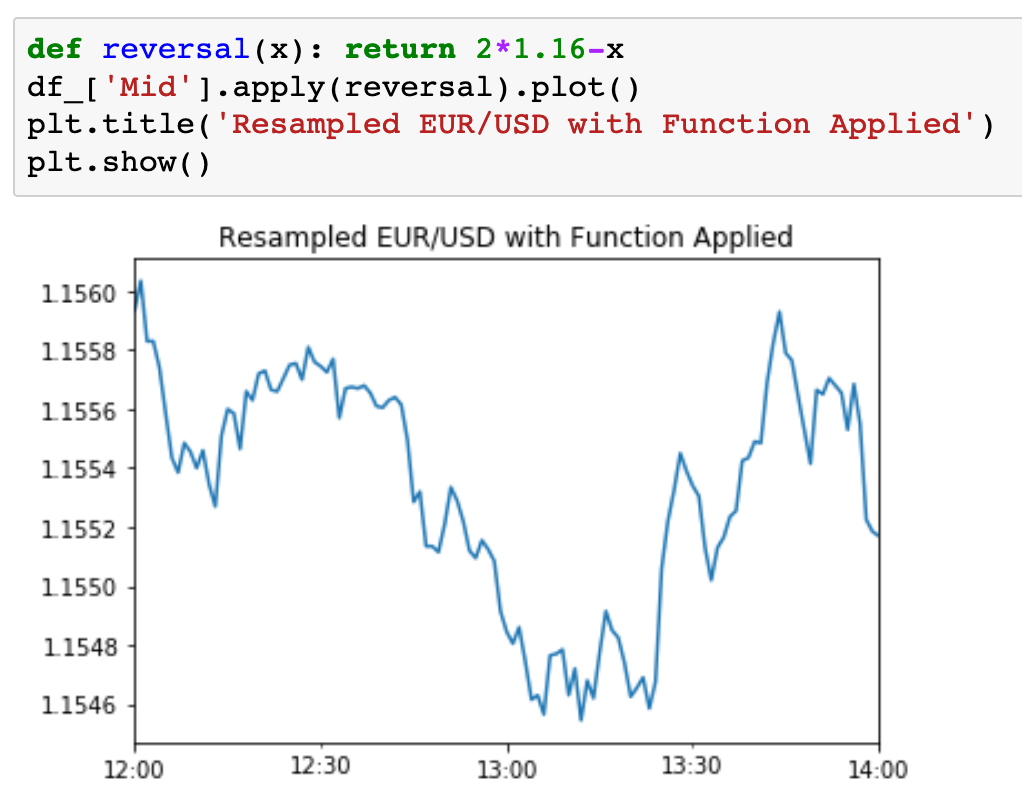 def reversal(x): return 2*1.16-x
df_['Mid'].apply(reversal).plot()
plt.title('Resampled EUR/USD with Function Applied')
plt.show()
Resampled EUR/USD with Function Applied
1.1560
1.1558
1.1556
1.1554
1.1552
1.1550
1.1548
1.1546
12:00 12:30 13:00 13:30 14:00